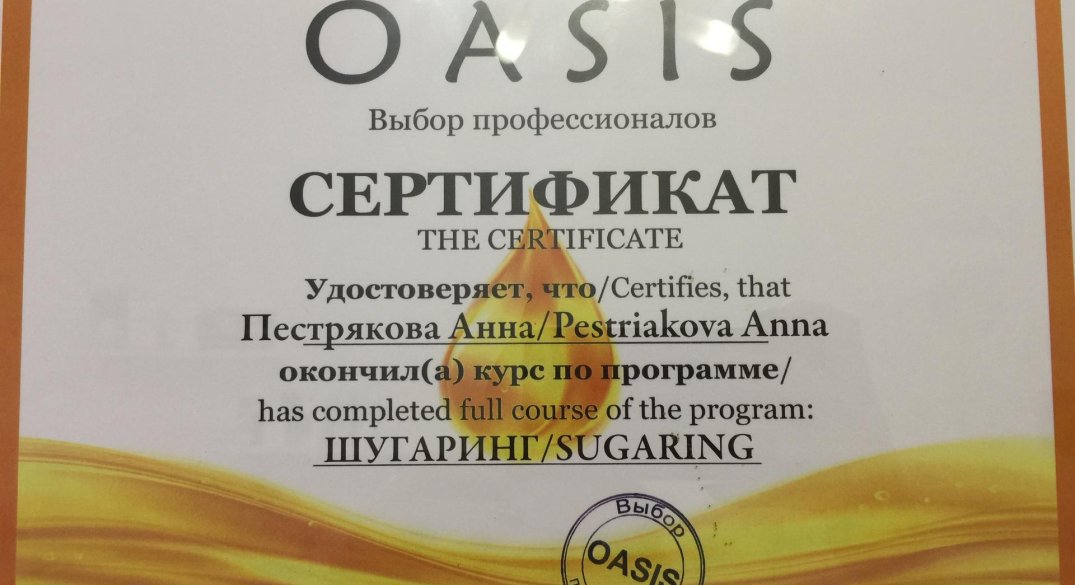 OASIS
Выбор профессионалов
СЕРТИФИКАТ
THE CERTIFICATE
Удостоверяет, что/Certifies, that
Пестрякова Анна/Pestriakova Anna
окончил(а) курс по программе/
has completed full course of the program:
ШУГАРИНГ/SUGARING
Выбор
OASIS